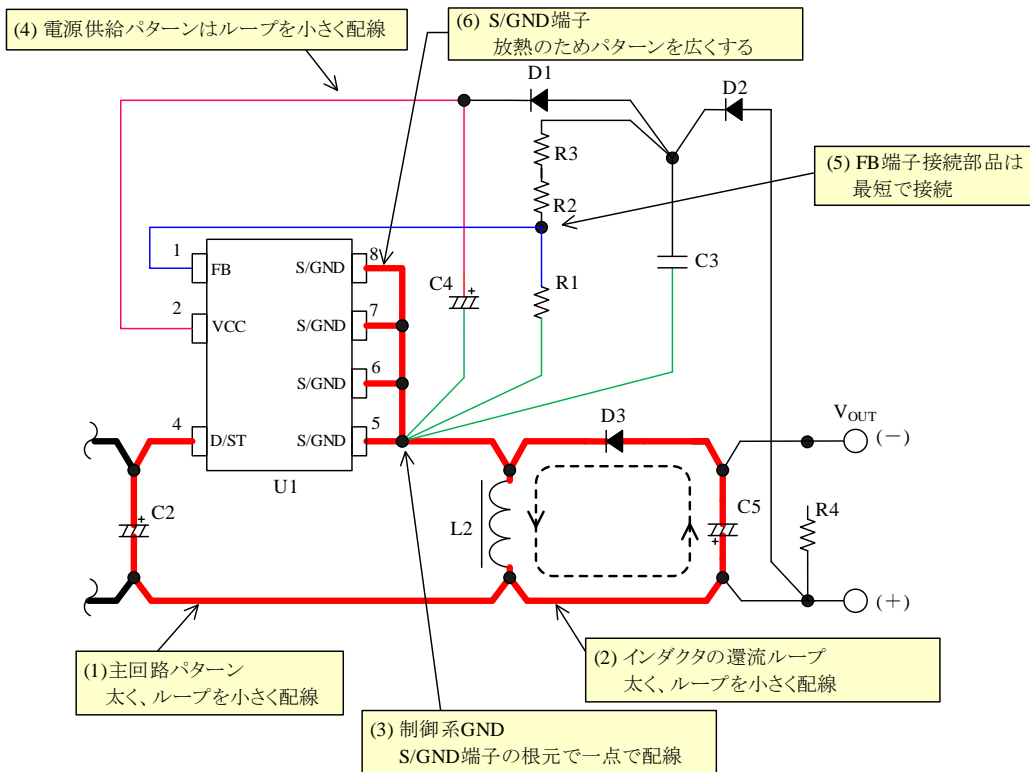 (4) 電源供給パターンはループを小さく配線
(6) S/GND端子
放熱のためパターンを広くする
D1
D2
R3
(5) FB端子接続部品は
最短で接続
R2
1
FB
S/GND
8
C4
+
R1
C3
2
VCC
S/GND
7
S/GND
6
4
D/ST
S/GND
5
D3
VOUT
(−)
U1
C2
+
L2
C5
+
R4
(+)
(1)主回路パターン
太く、ループを小さく配線
(2) インダクタの還流ループ
太く、ループを小さく配線
(3) 制御系GND
S/GND端子の根元で一点で配線